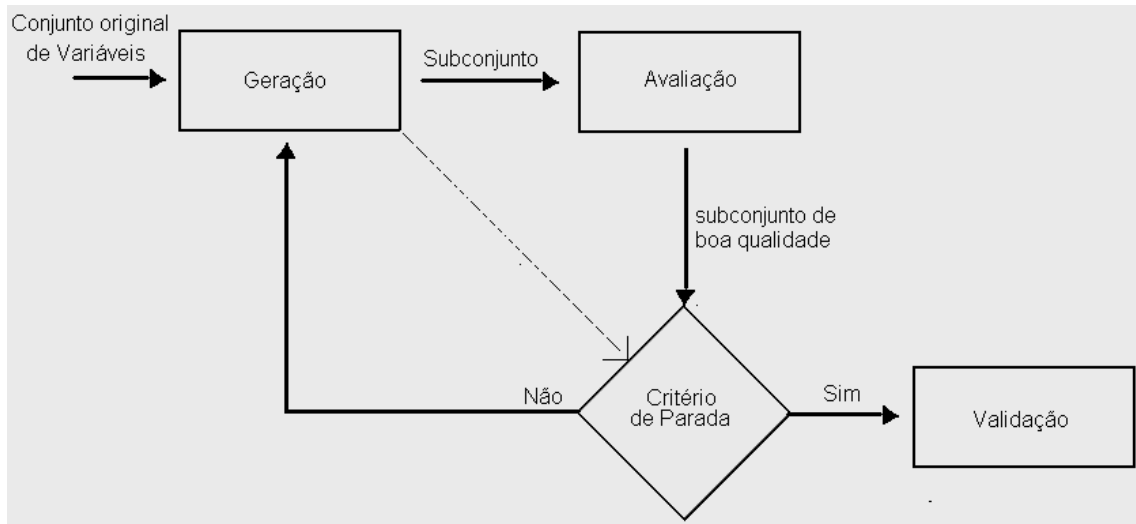 Conjunto original
de Variáveis
Geração
Subconjunto
Avaliação
subconjunto de
boa qualidade
Não
Critério
de Parada
Sim
Validação